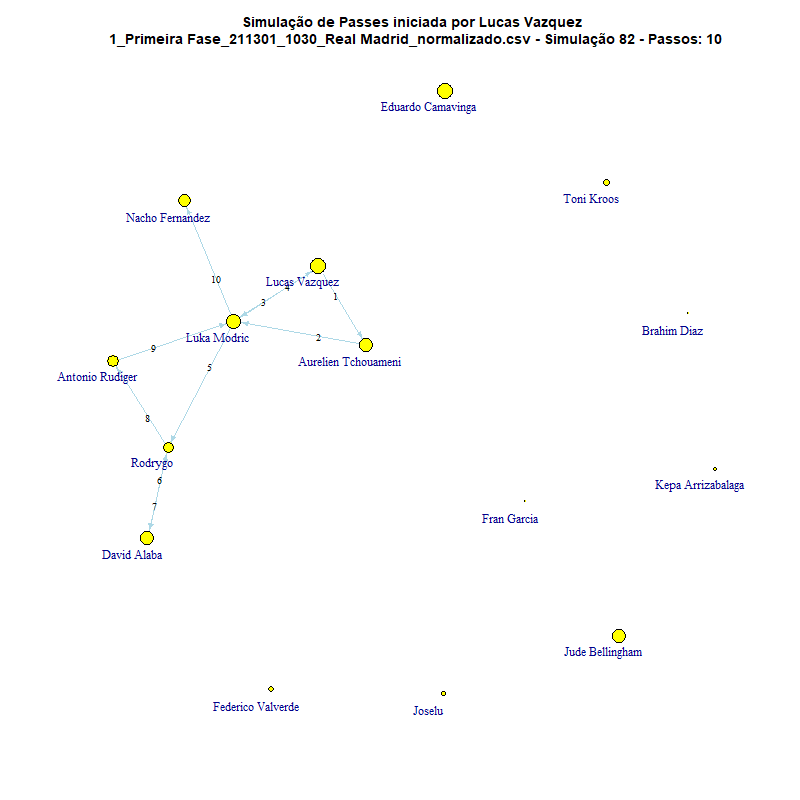 Simulação de Passes iniciada por Lucas Vazquez
1_Primeira Fase_211301_1030_Real Madrid_normalizado.csv - Simulação 82 - Passos: 10
Eduardo Camavinga
Toni Kroos
Nacho Fernandez
10
Lucas Vazquez
4
3
1
Brahim Diaz
Luka Modric
2
9
Aurelien Tchouameni
5
Antonio Rudiger
8
Rodrygo
6
Kepa Arrizabalaga
7
Fran Garcia
David Alaba
Jude Bellingham
Federico Valverde
Joselu